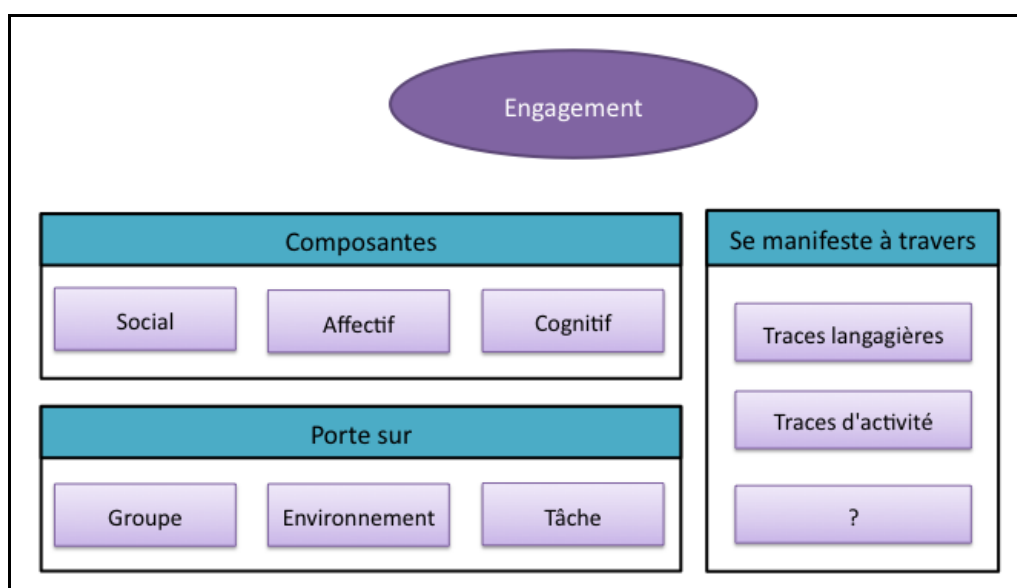 Engagement
Composantes
Social
Affectif
Cognitif
Porte sur
Groupe
Environnement
Tâche
Se manifeste à travers
Traces langagières
Traces d'activité
?